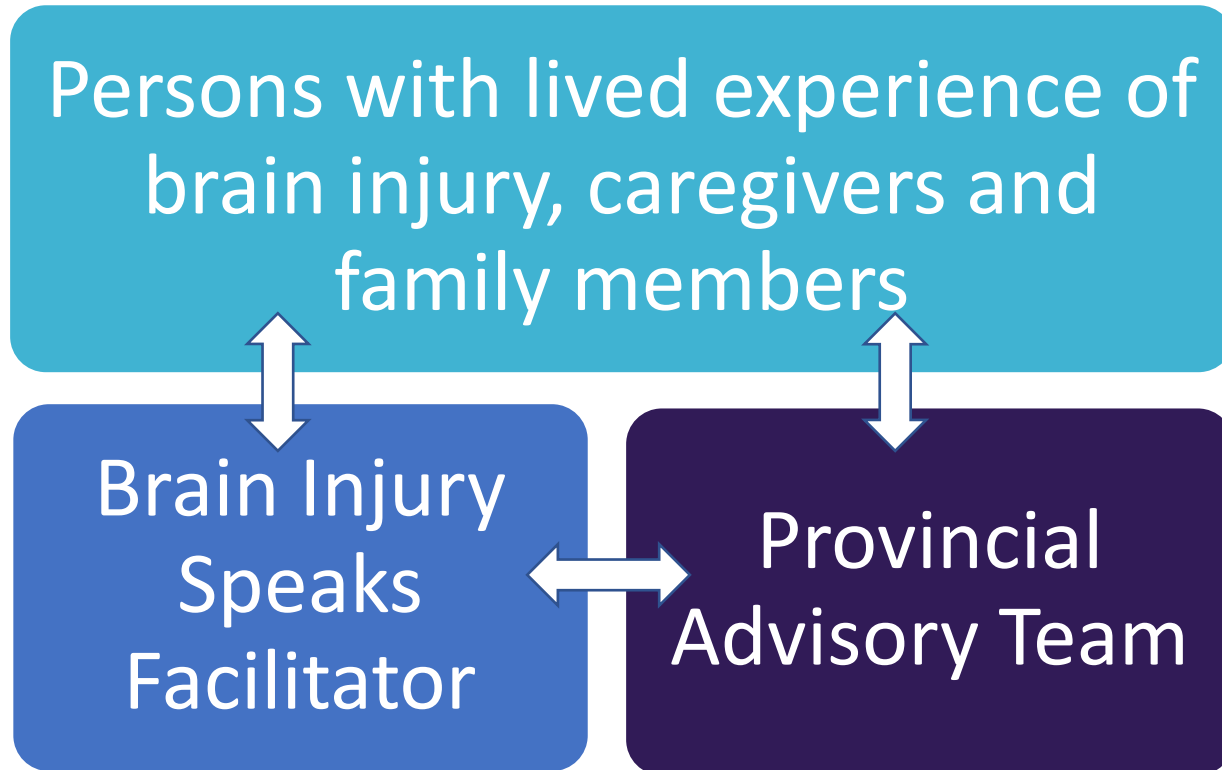 Persons with lived experience of
brain injury, caregivers and
family members
Brain Injury
Speaks
Facilitator
Provincial
Advisory Team